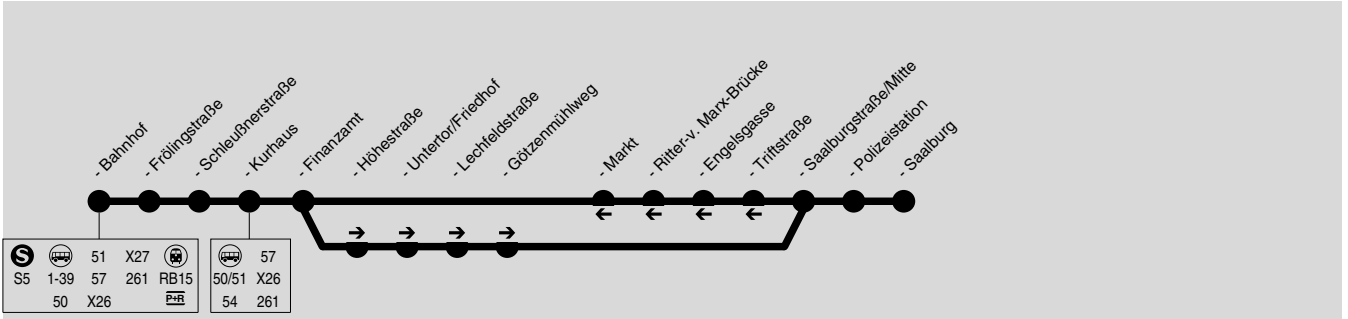 - Bahnhof
- Frölingstraße
- Schleußnerstraße
- Kurhaus
- Finanzamt
- Höhestraße
- Untertor/Friedhof
- Lechfeldstraße
- Götzenmühlweg
- Markt
- Ritter-v. Marx-Brücke
- Engelsgasse
- Triftstraße
- Saalburgstraße/Mitte
- Polizeistation
- Saalburg
S 51 X27
S5 1-39 57 261 RB15
50 X26 P+R
57
50/51 X26
54 261